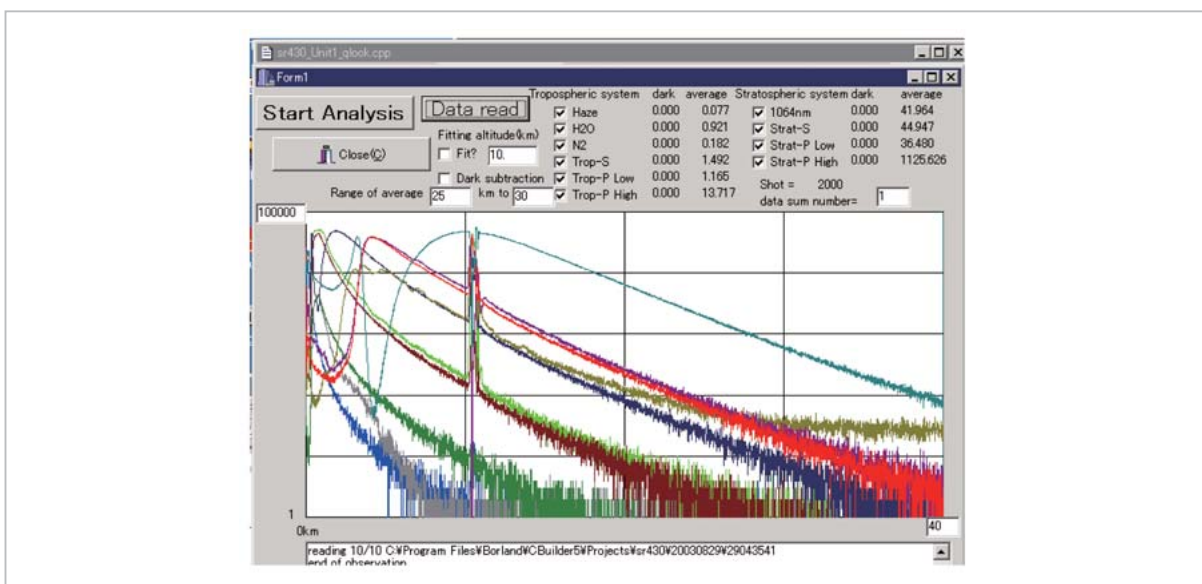 sr430_Unit1_qlook.cpp
Form1
Start Analysis
Data read
Close(C)
Fitting altitude(km)
Fit? 10.
Dark subtraction
Range of average 25 km to 30
Tropospheric system dark average Stratospheric system dark average
Haze 0.000 0.077 1064nm 0.000 41.964
H2O 0.000 0.921 Strat-S 0.000 44.947
N2 0.000 0.182 Strat-P Low 0.000 36.480
Trop-S 0.000 1.492 Strat-P High 0.000 1125.626
Trop-P Low 0.000 1.165
Trop-P High 0.000 13.717
Shot = 2000
data sum number= 1
100000
1
0km
40
reading 10/10 C:¥Program Files¥Borland¥CBuilder5¥Projects¥sr430¥20030829¥29043541
end of observation